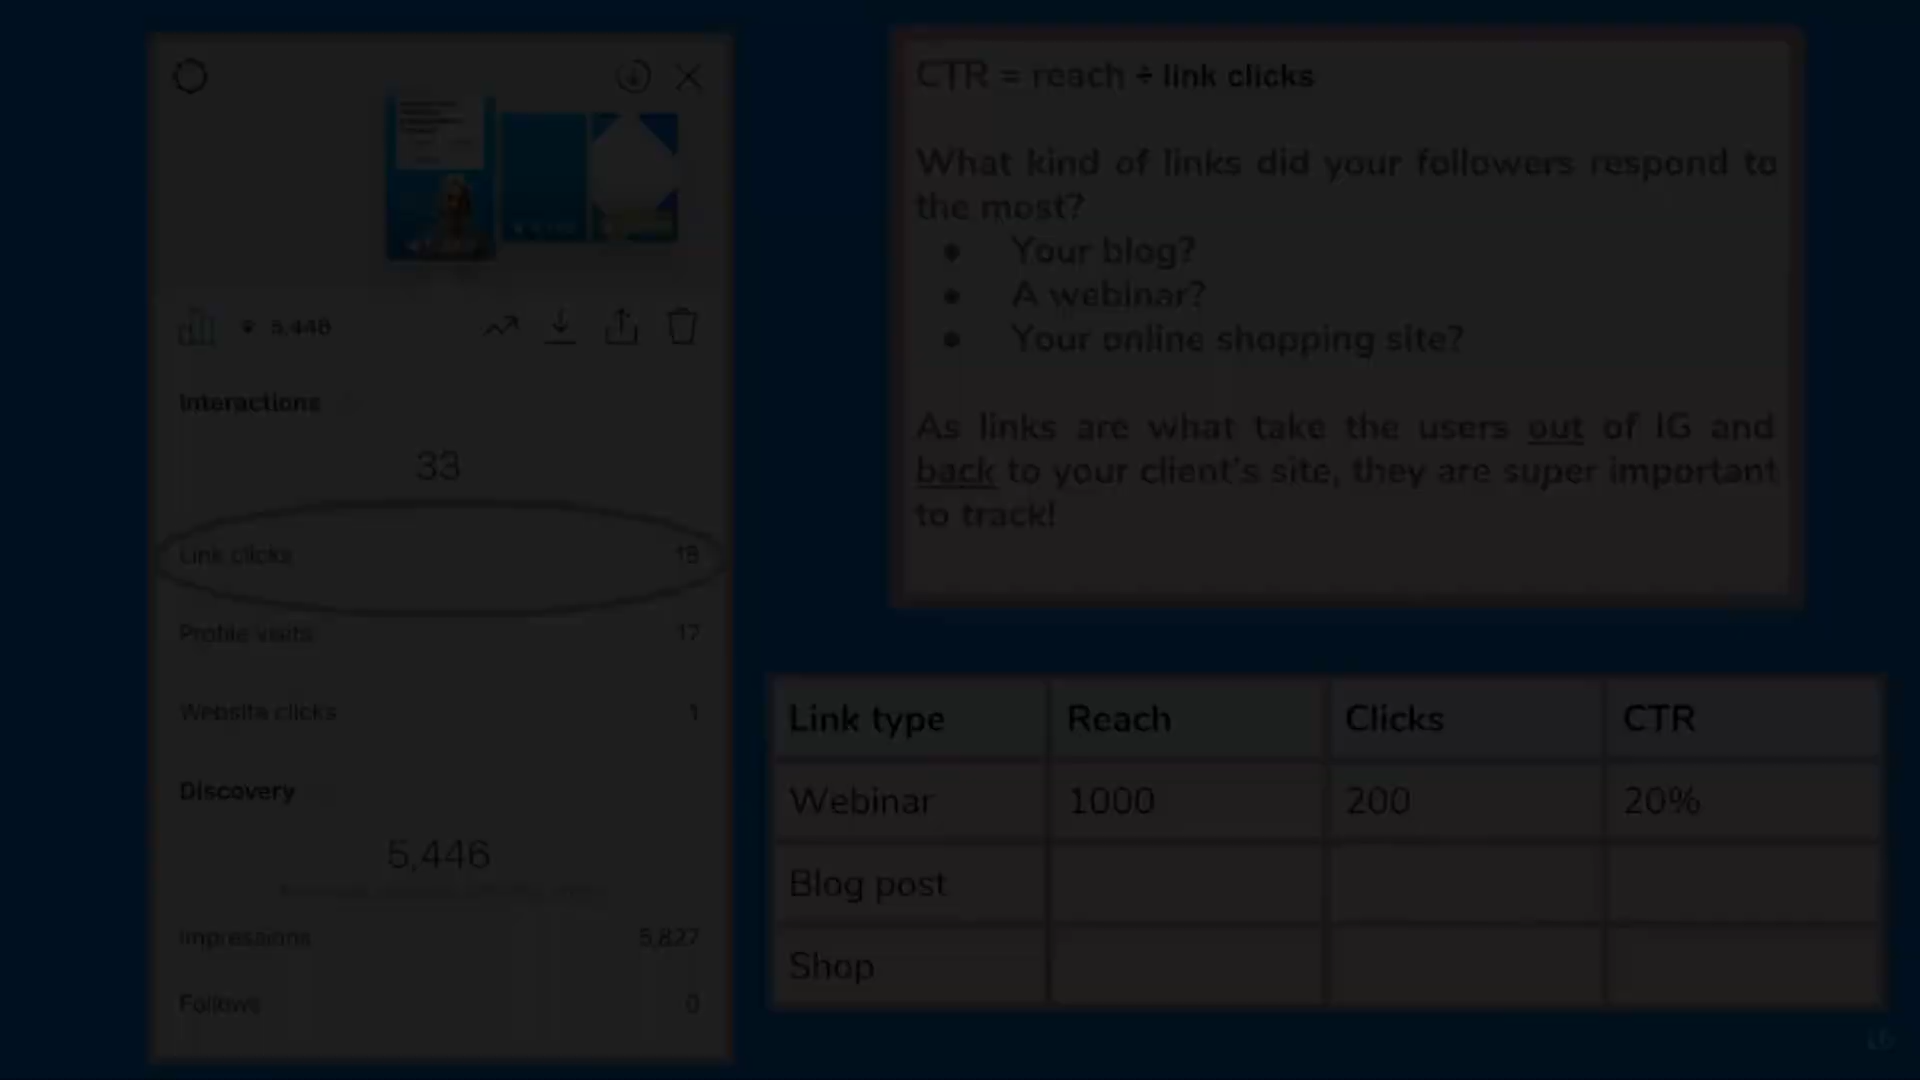 CTR = reach ÷ link clicks
What kind of links did your followers respond to
the most?
● Your blog?
● A webinar?
● Your online shopping site?
As links are what take the users out of IG and
back to your client's site, they are super important
to track!
5,446
Interactions
33
Link clicks 18
Profile visits 17
Website clicks 1
Discovery
5,446
Impressions 5,827
Follows 0
Link type Reach Clicks CTR
Webinar 1000 200 20%
Blog post
Shop
16